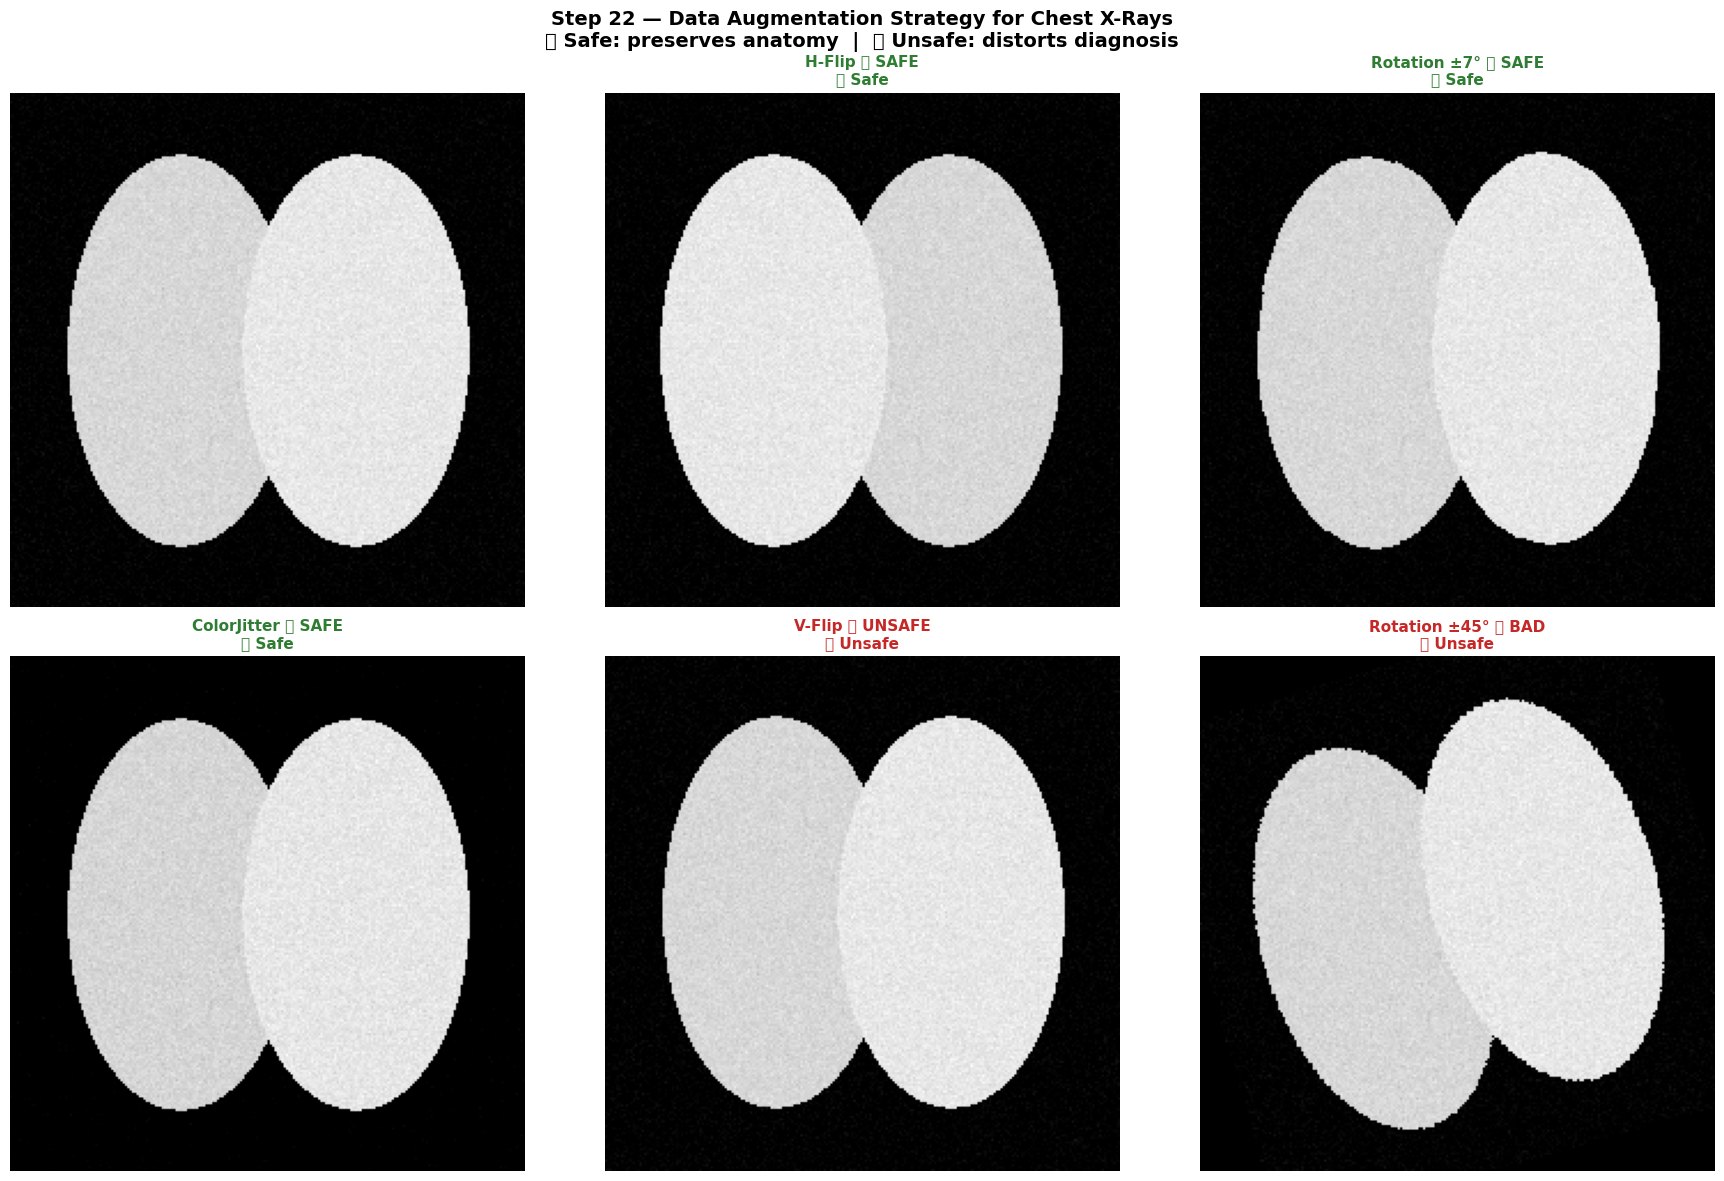 Step 22 — Data Augmentation Strategy for Chest X-Rays
▯ Safe: preserves anatomy | ▯ Unsafe: distorts diagnosis
H-Flip ▯ SAFE
▯ Safe
Rotation ±7° ▯ SAFE
▯ Safe
ColorJitter ▯ SAFE
▯ Safe
V-Flip ▯ UNSAFE
▯ Unsafe
Rotation ±45° ▯ BAD
▯ Unsafe